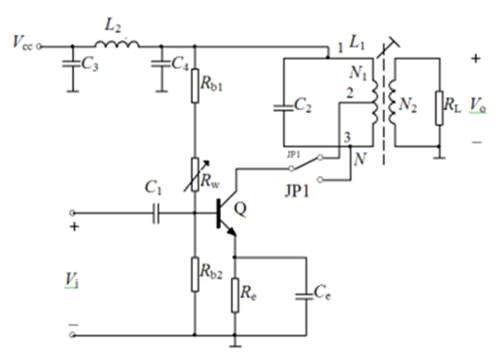 L2
Vcc
C3
C4
Rb1
1
L1
N1
2
C2
N2
RL
Vo
+
−
3
N
JP1
JP1
Rw
C1
Q
+
Vi
−
Rb2
Re
Ce